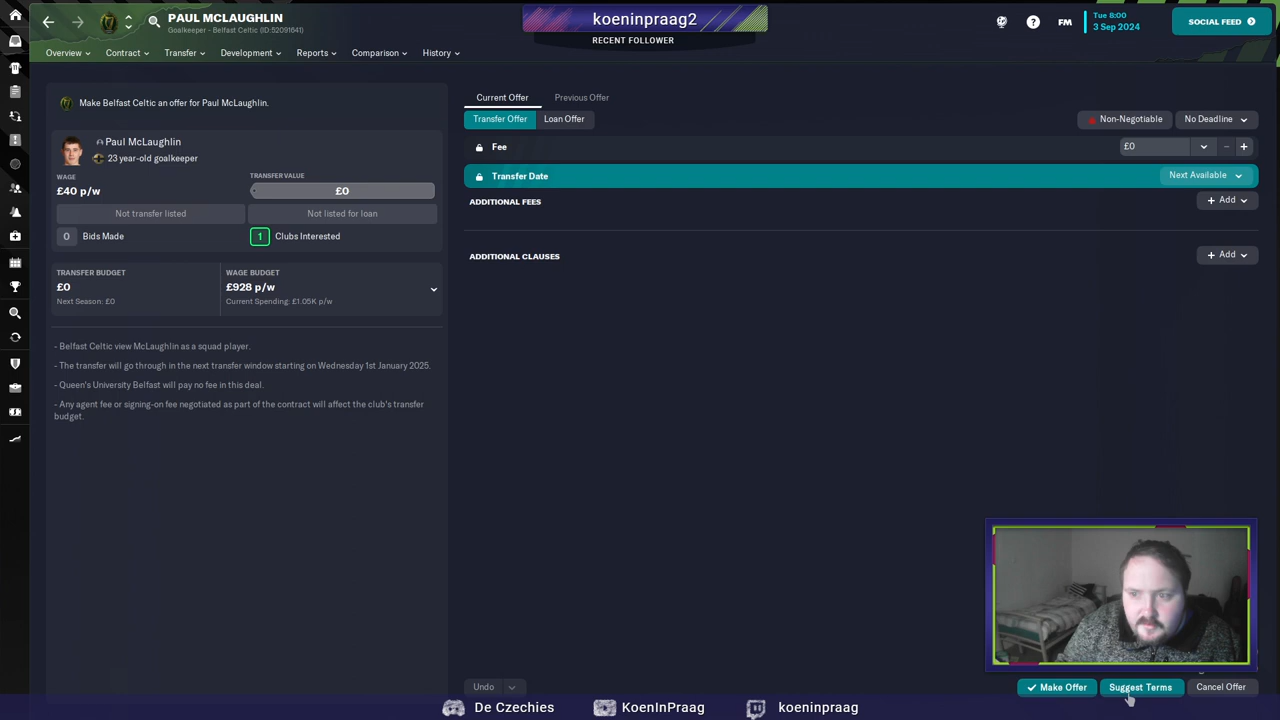 PAUL MCLAUGHLIN
Goalkeeper - Belfast Celtic (ID:52091641)
koeninpraag2
RECENT FOLLOWER
FM
Tue 8:00
3 Sep 2024
SOCIAL FEED
Overview
Contract
Transfer
Development
Reports
Comparison
History
Make Belfast Celtic an offer for Paul McLaughlin.
Paul McLaughlin
23 year-old goalkeeper
WAGE
£40 p/w
TRANSFER VALUE
£0
Not transfer listed
Not listed for loan
0 Bids Made
1 Clubs Interested
TRANSFER BUDGET
£0
Next Season: £0
WAGE BUDGET
£928 p/w
Current Spending: £1.05K p/w
- Belfast Celtic view McLaughlin as a squad player.
- The transfer will go through in the next transfer window starting on Wednesday 1st January 2025.
- Queen's University Belfast will pay no fee in this deal.
- Any agent fee or signing-on fee negotiated as part of the contract will affect the club's transfer
budget.
Current Offer
Previous Offer
Transfer Offer
Loan Offer
Non-Negotiable
No Deadline
Fee
£0
Transfer Date
Next Available
ADDITIONAL FEES
+ Add
ADDITIONAL CLAUSES
+ Add
Undo
Make Offer
Suggest Terms
Cancel Offer
De Czechies
KoenInPraag
koeninpraag